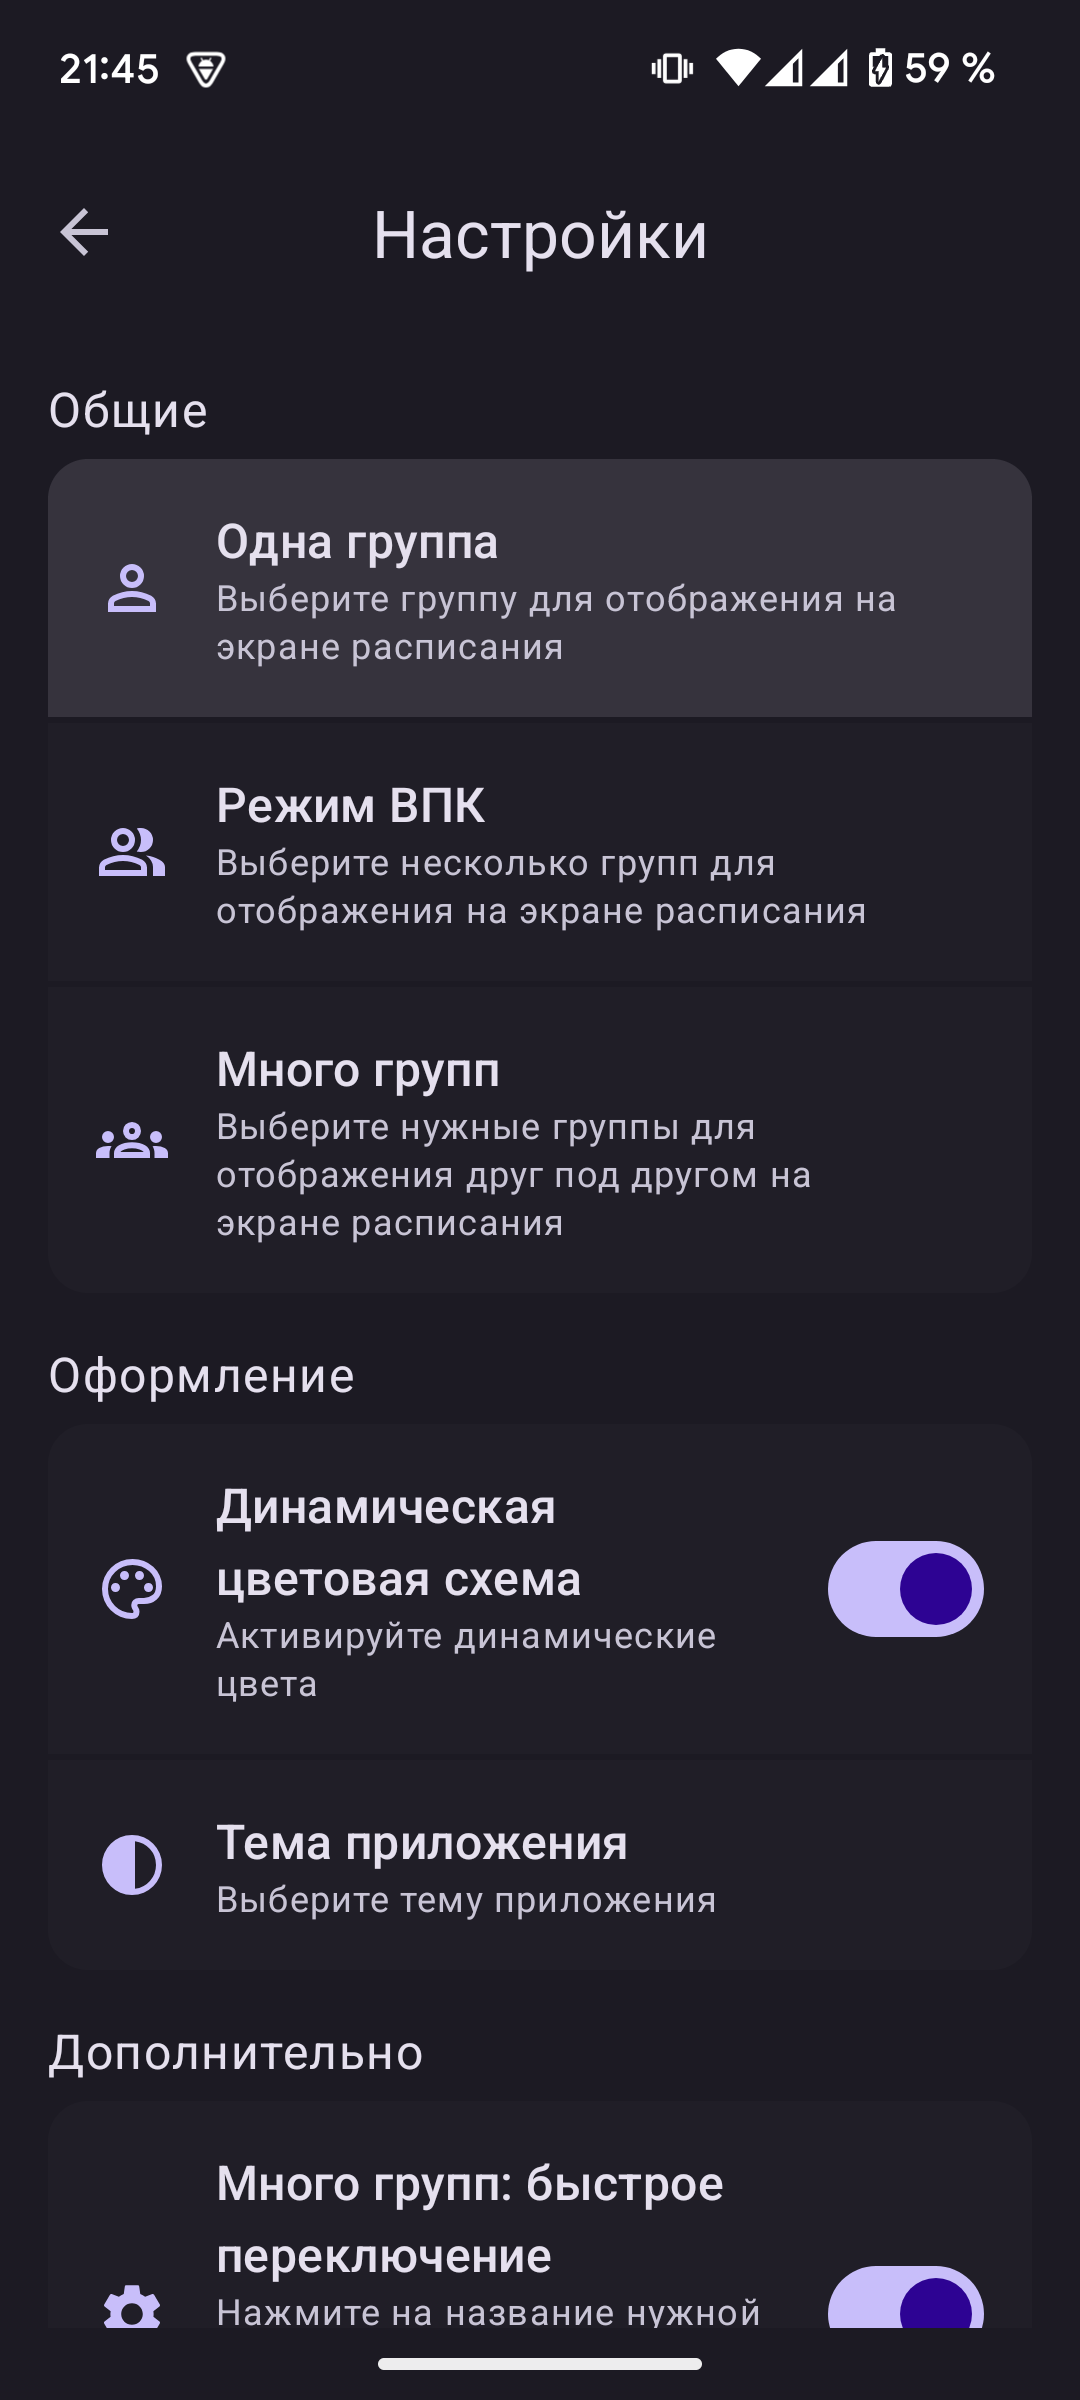 21:45
59 %
Настройки
Общие
Одна группа
Выберите группу для отображения на
экране расписания
Режим ВПК
Выберите несколько групп для
отображения на экране расписания
Много групп
Выберите нужные группы для
отображения друг под другом на
экране расписания
Оформление
Динамическая
цветовая схема
Активируйте динамические
цвета
Тема приложения
Выберите тему приложения
Дополнительно
Много групп: быстрое
переключение
Нажмите на название нужной